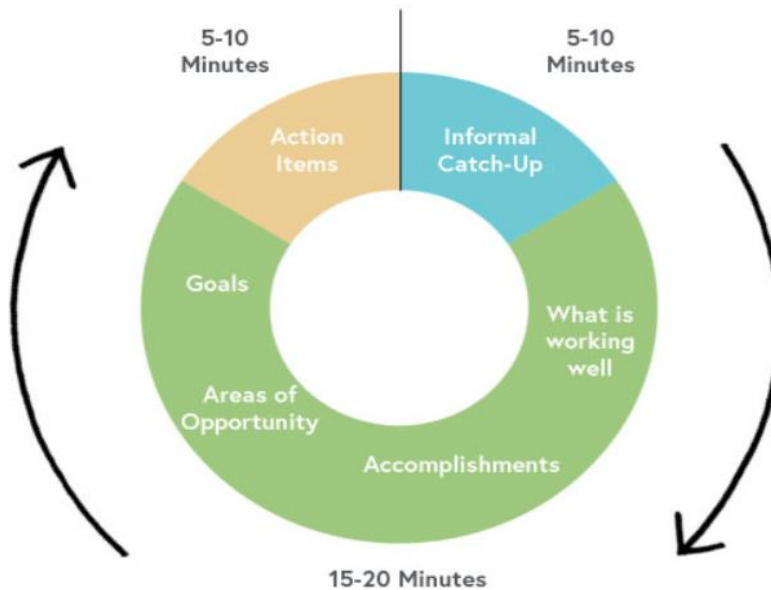 5-10
Minutes
5-10
Minutes
Action
Items
Informal
Catch-Up
Goals
What is
working
well
Areas of
Opportunity
Accomplishments
15-20 Minutes